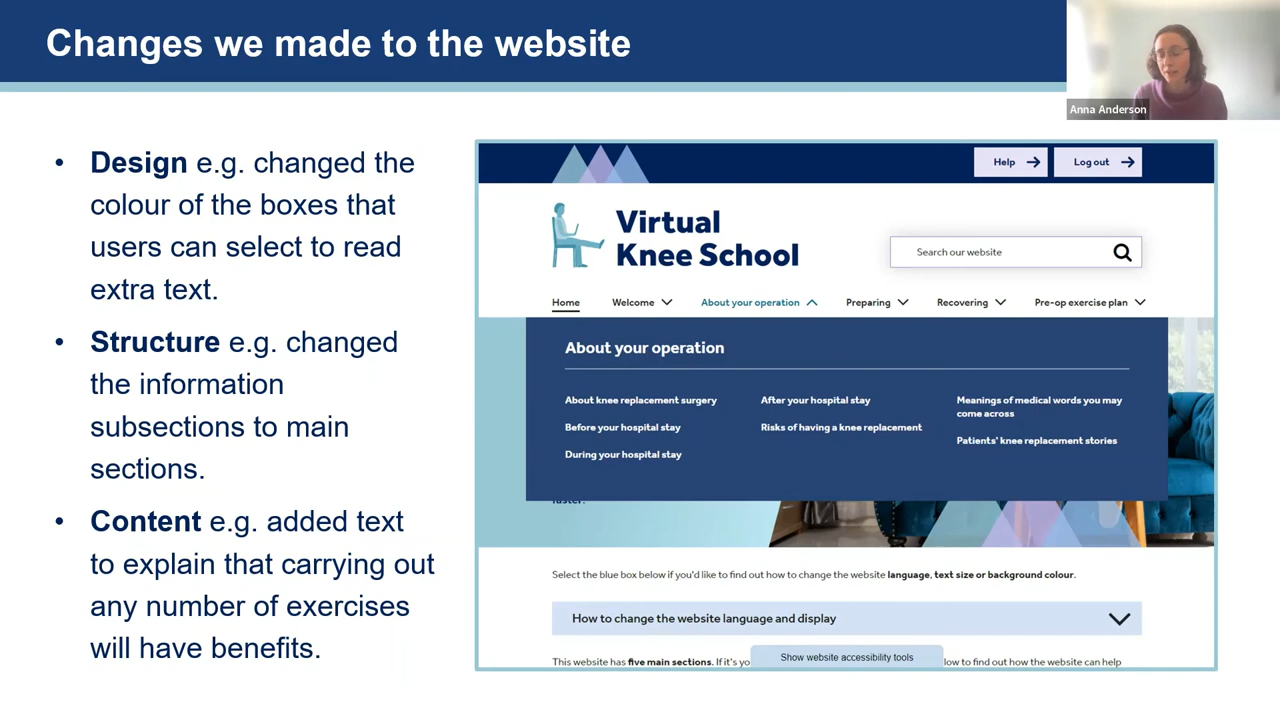 Changes we made to the website
Anna Anderson
• Design e.g. changed the
colour of the boxes that
users can select to read
extra text.
• Structure e.g. changed
the information
subsections to main
sections.
• Content e.g. added text
to explain that carrying out
any number of exercises
will have benefits.
Help
Log out
Virtual
Knee School
Search our website
Home Welcome About your operation Preparing Recovering Pre-op exercise plan
About your operation
About knee replacement surgery
Before your hospital stay
During your hospital stay
After your hospital stay
Risks of having a knee replacement
Meanings of medical words you may
come across
Patients' knee replacement stories
faster.
Select the blue box below if you'd like to find out how to change the website language, text size or background colour.
How to change the website language and display
This website has five main sections. If it's yo
Show website accessibility tools
low to find out how the website can help